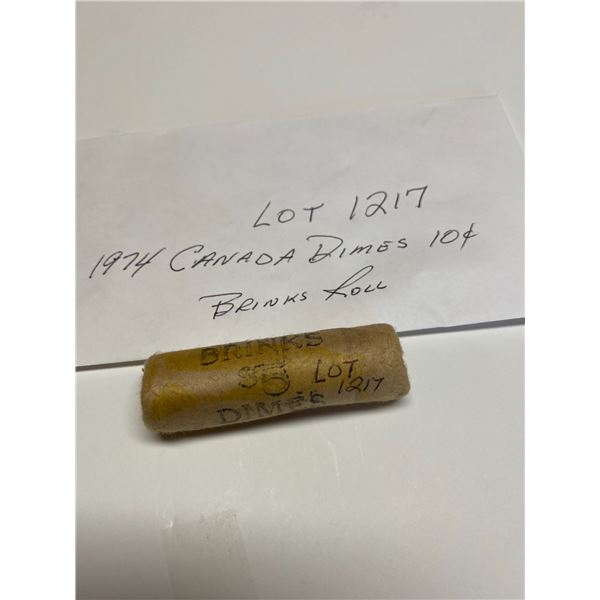 LOT 1217
1974 CANADA DIMES 10¢
BRINKS ROLL
BRINKS
$5
DIMES
LOT
1217